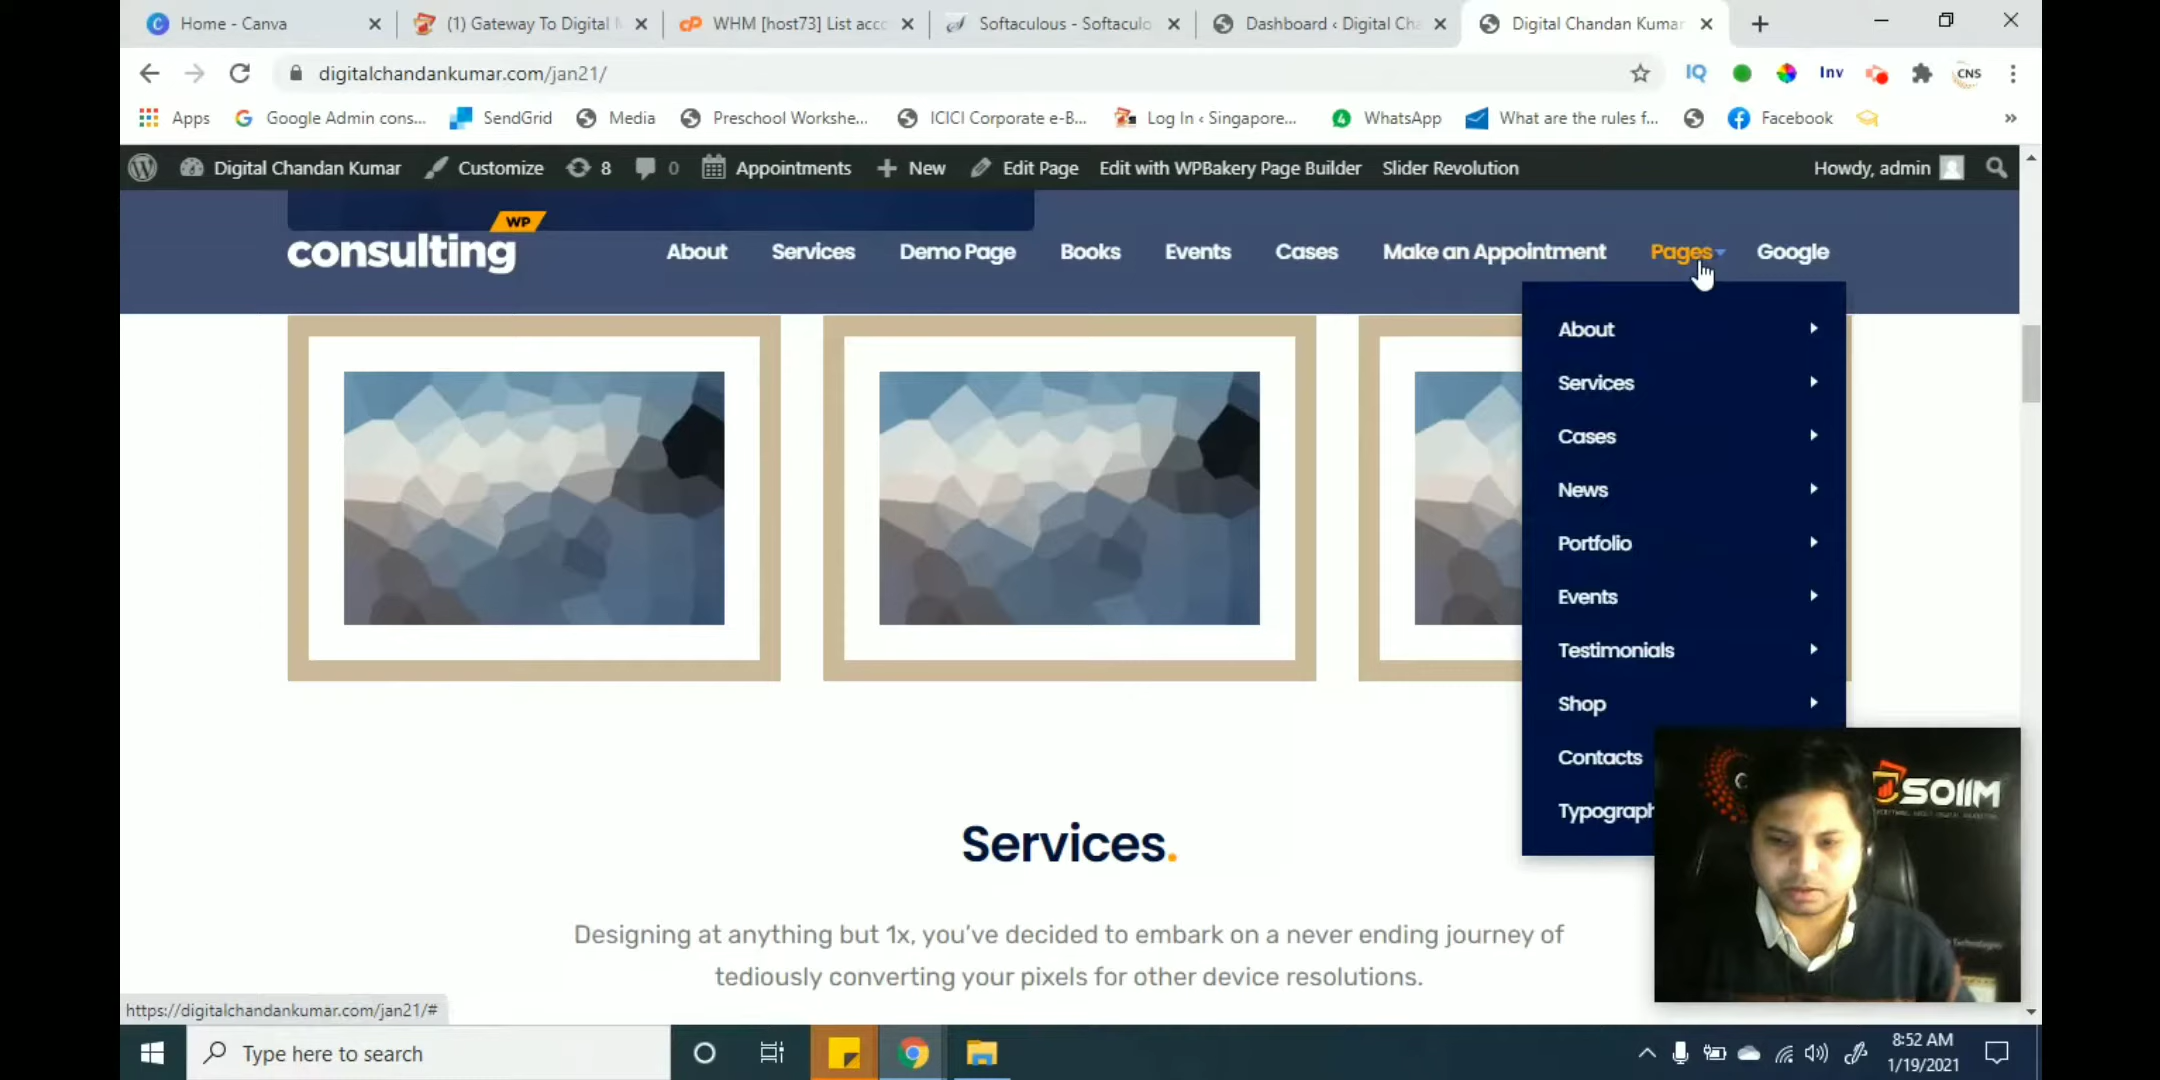 Home - Canva
(1) Gateway To Digital
WHM [host73] List acco
Softaculous - Softaculo
Dashboard ‹ Digital Cha
Digital Chandan Kumar
digitalchandankumar.com/jan21/
IQ
Inv
CNS
Apps
Google Admin cons...
SendGrid
Media
Preschool Workshe...
ICICI Corporate e-B...
Log In ‹ Singapore...
WhatsApp
What are the rules f...
Facebook
»
Digital Chandan Kumar
Customize
8
0
Appointments
New
Edit Page
Edit with WPBakery Page Builder
Slider Revolution
Howdy, admin
WP
consulting
About
Services
Demo Page
Books
Events
Cases
Make an Appointment
Pages
Google
About
Services
Cases
News
Portfolio
Events
Testimonials
Shop
Contacts
Typograph
SOIIM
Services.
Designing at anything but 1x, you've decided to embark on a never ending journey of
tediously converting your pixels for other device resolutions.
https://digitalchandankumar.com/jan21/#
Type here to search
8:52 AM
1/19/2021